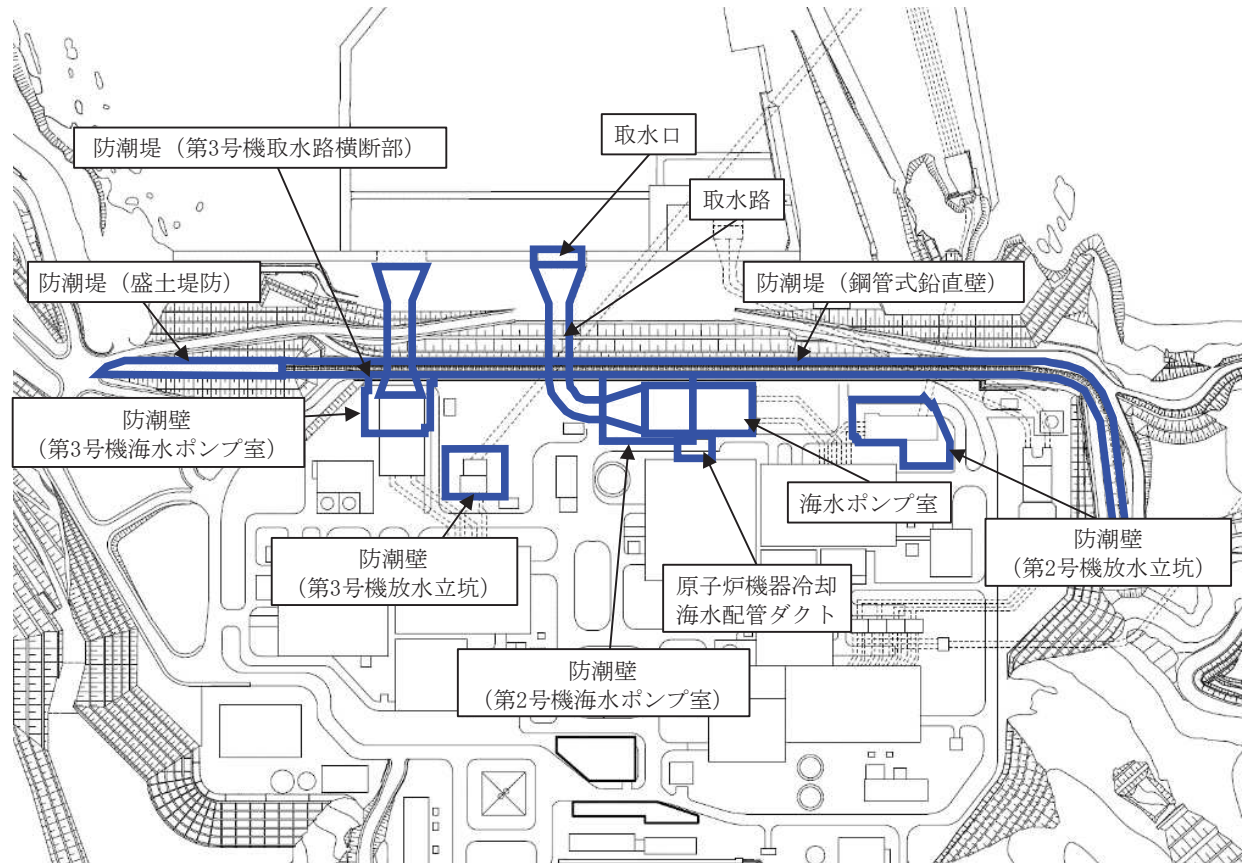 取水口
防潮堤（第3号機取水路横断部）
取水路
防潮堤（盛土堤防）
防潮堤（鋼管式鉛直壁）
防潮壁
（第3号機海水ポンプ室）
海水ポンプ室
防潮壁
（第3号機放水立坑）
原子炉機器冷却
海水配管ダクト
防潮壁
（第2号機放水立坑）
防潮壁
（第2号機海水ポンプ室）